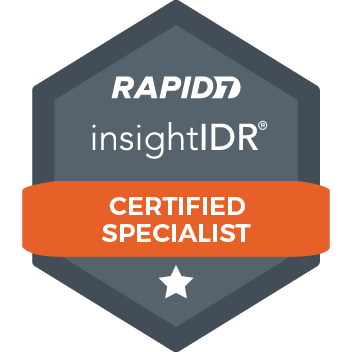 RAPID7
insightIDR®
CERTIFIED
SPECIALIST